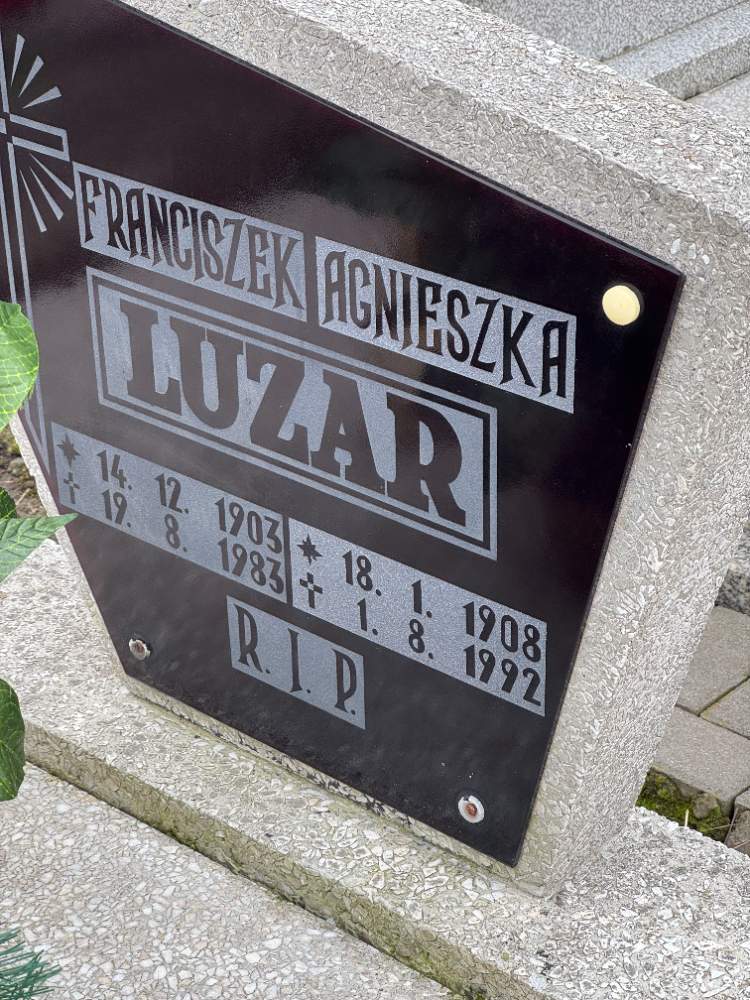 FRANCISZEK AGNIESZKA
LUZAR
14. 12. 1903
19. 8. 1983
18. 1. 1908
1. 8. 1992
R. I. P.